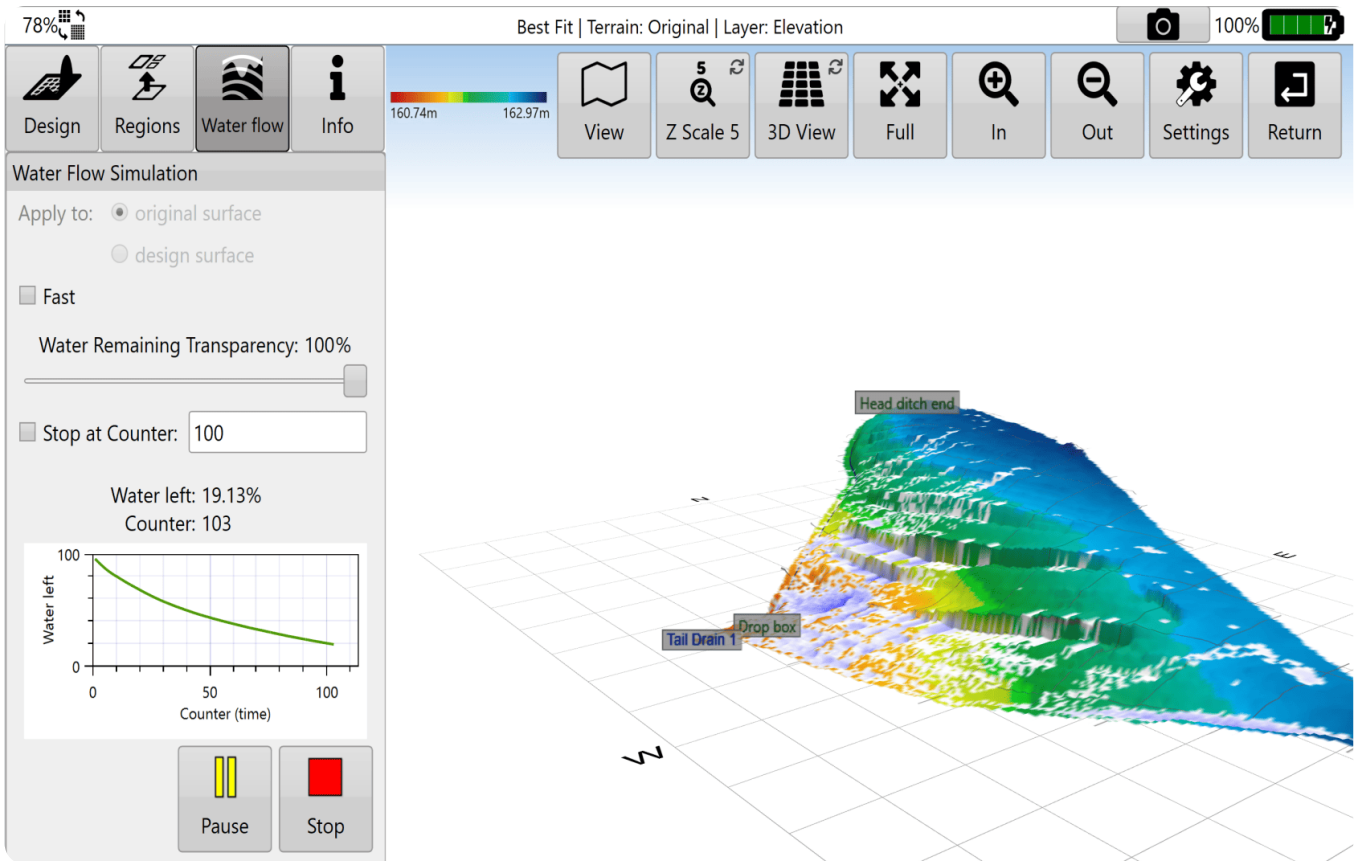 78%
Best Fit | Terrain: Original | Layer: Elevation
100%
Design
Regions
Water flow
Info
160.74m
162.97m
View
5
Z
Z Scale 5
3D View
Full
In
Out
Settings
Return
Water Flow Simulation
Apply to:
original surface
design surface
Fast
Water Remaining Transparency: 100%
Stop at Counter:
100
Water left: 19.13%
Counter: 103
100
0
Water left
0
50
100
Counter (time)
Pause
Stop
Head ditch end
Drop box
Tail Drain 1
N
E
W